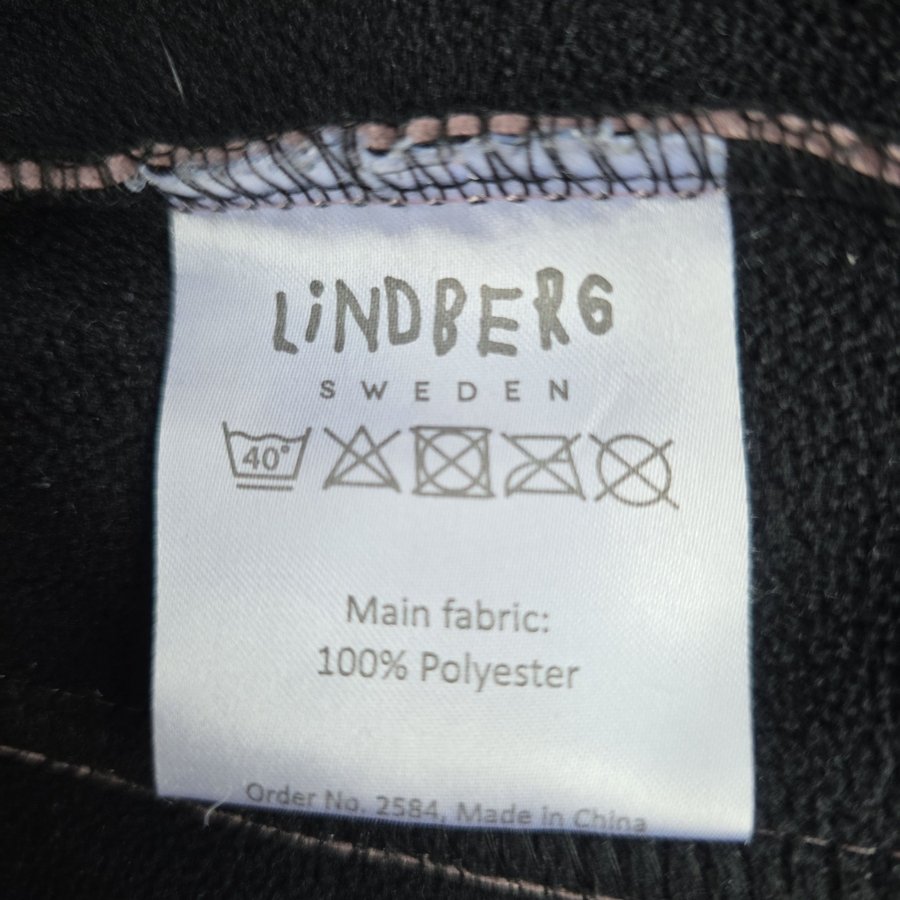 LiNDBERG
SWEDEN
40°
Main fabric:
100% Polyester
Order No. 2584, Made in China